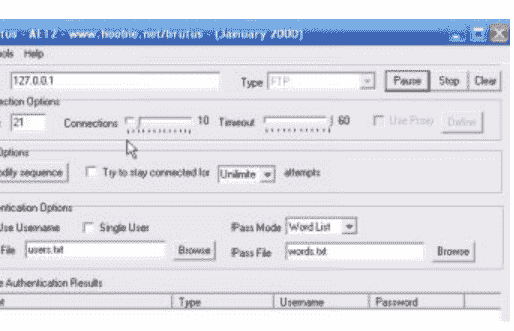 rutus - AET2 - www.hoobie.net/brutus - (January 2000)
ools Help
127.0.0.1 Type FTP Pause Stop Clear
ection Options
21 Connections 10 Timeout 60 Use Proxy Define
Options
odify sequence Try to stay connected for Unlimite attempts
ntication Options
Use Username Single User Pass Mode Word List
File users.txt Browse Pass File words.txt Browse
e Authentication Results
et Type Username Password